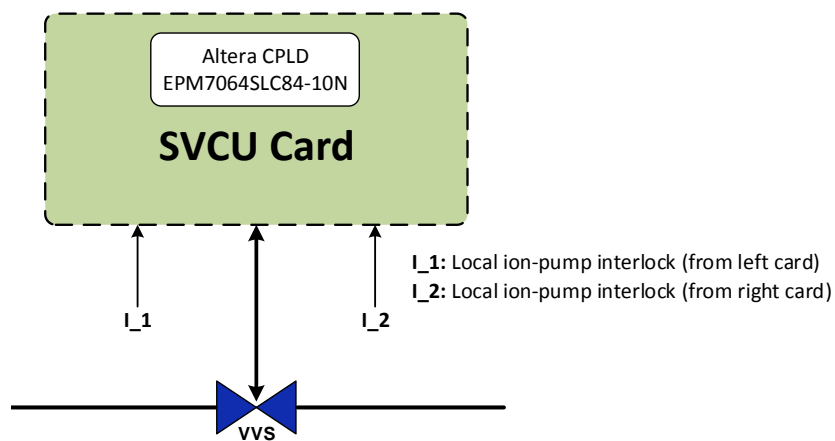 Altera CPLD
EPM7064SLC84-10N
SVCU Card
I_1: Local ion-pump interlock (from left card)
I_2: Local ion-pump interlock (from right card)
I_1
I_2
VVS